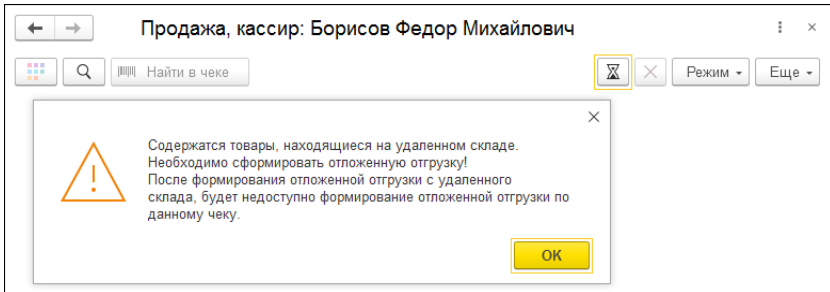 Продажа, кассир: Борисов Федор Михайлович
Найти в чеке
Режим
Еще
Содержатся товары, находящиеся на удаленном складе.
Необходимо сформировать отложенную отгрузку!
После формирования отложенной отгрузки с удаленного
склада, будет недоступно формирование отложенной отгрузки по
данному чеку.
ОК